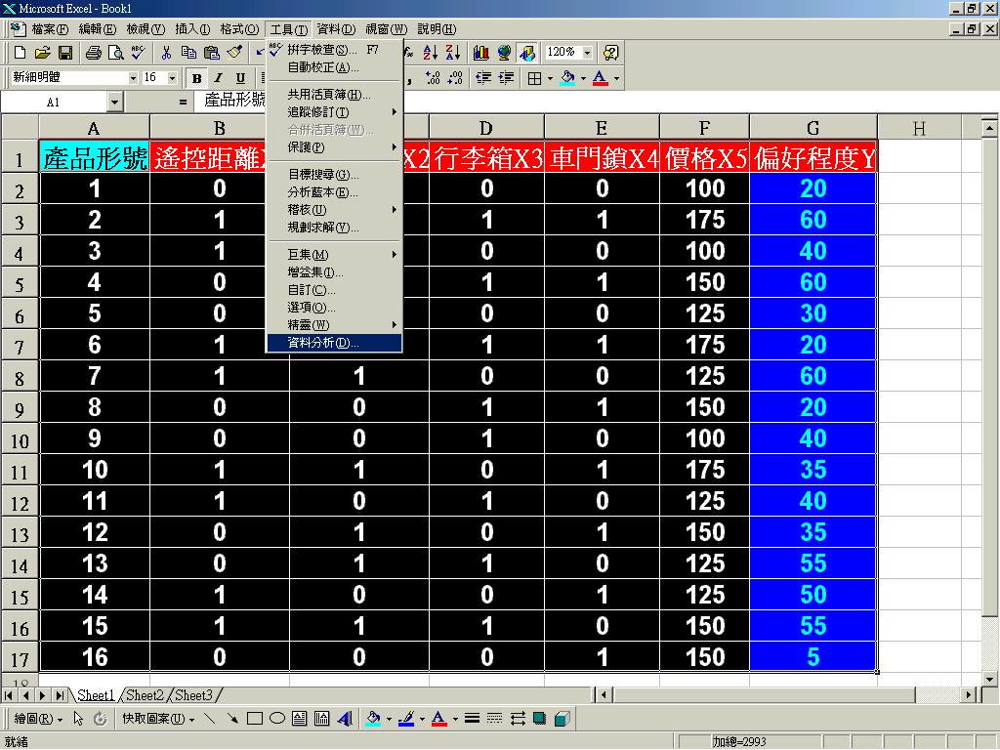 Microsoft Excel - Book1
檔案(F) 編輯(E) 檢視(V) 插入(I) 格式(O) 工具(T) 資料(D) 視窗(W) 說明(H)
120%
新細明體 16 B I U
A1 = 產品形號
拼字檢查(S)... F7
自動校正(A)...
共用活頁簿(H)...
追蹤修訂(T)
合併活頁簿(W)...
保護(P)
目標搜尋(G)...
分析藍本(E)...
稽核(U)
規劃求解(V)...
巨集(M)
增益集(I)...
自訂(C)...
選項(O)...
精靈(W)
資料分析(D)...
A B D E F G H
1 產品形號 遙控距離X2 行李箱X3 車門鎖X4 價格X5 偏好程度Y
2 1 0 0 0 100 20
3 2 1 1 1 175 60
4 3 1 0 0 100 40
5 4 0 1 1 150 60
6 5 0 0 0 125 30
7 6 1 1 1 175 20
8 7 1 1 0 0 125 60
9 8 0 0 1 1 150 20
10 9 0 0 1 0 100 40
11 10 1 1 0 1 175 35
12 11 1 0 1 0 125 40
13 12 0 1 0 1 150 35
14 13 0 1 1 0 125 55
15 14 1 0 0 1 125 50
16 15 1 1 1 0 150 55
17 16 0 0 0 1 150 5
Sheet1 Sheet2 Sheet3
繪圖(R) 快取圖案(U)
就緒 加總=2993